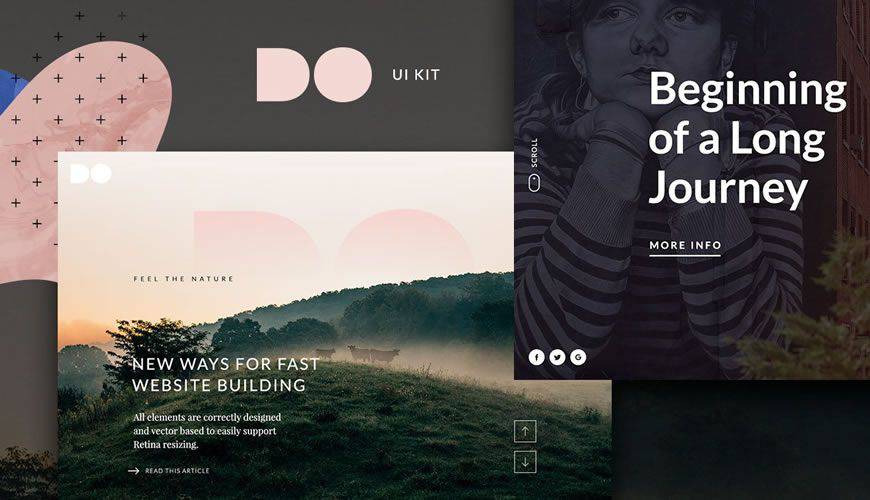 DO
UI KIT
DO
FEEL THE NATURE
NEW WAYS FOR FAST
WEBSITE BUILDING
All elements are correctly designed
and vector based to easily support
Retina resizing.
READ THIS ARTICLE
SCROLL
Beginning
of a Long
Journey
MORE INFO
f
G